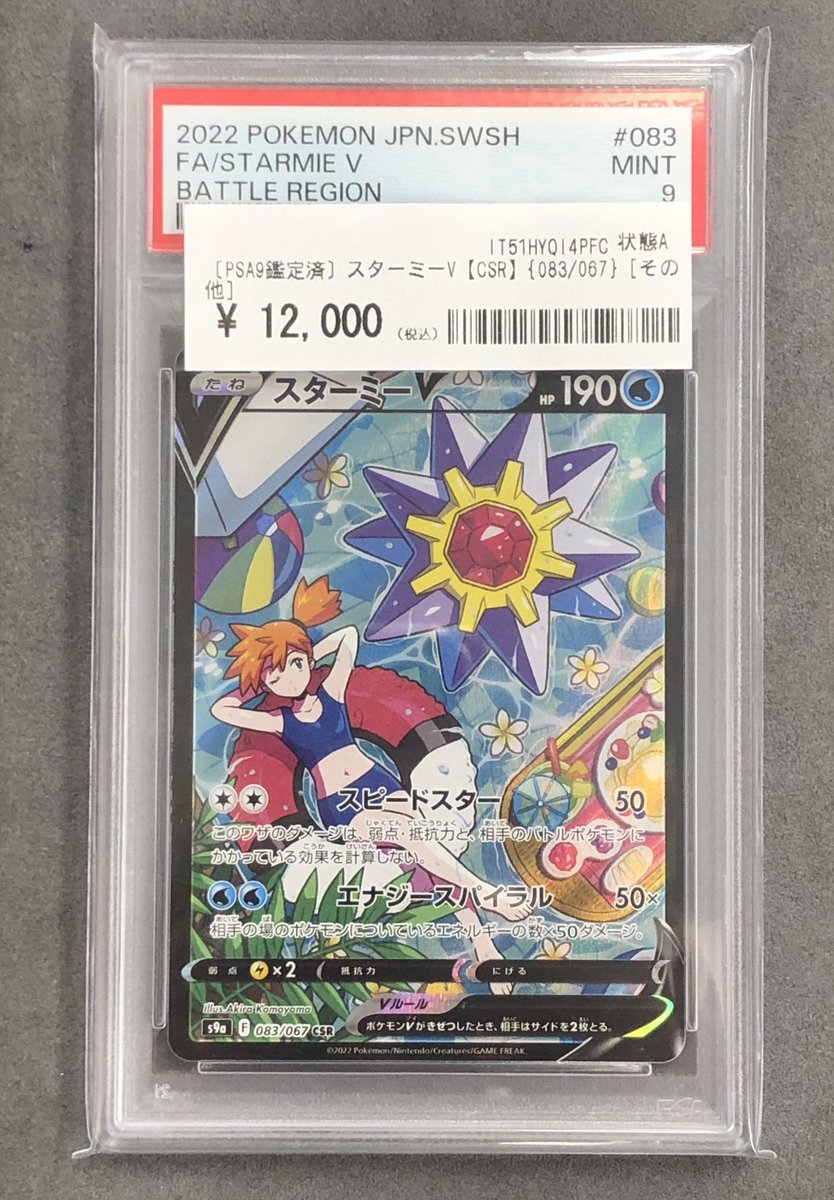 2022 POKEMON JPN.SWSH #083
FA/STARMIE V MINT
BATTLE REGION 9
IT51HYQI4PFC 状態A
〔PSA9鑑定済〕スターミーV【CSR】{083/067}[その
他]
¥ 12,000 (税込)
たね スターミーV HP190
スピードスター 50
このワザのダメージは、弱点・抵抗力と、相手のバトルポケモンに
かかっている効果を計算しない。
エナジースパイラル 50×
相手の場のポケモンについているエネルギーの数×50ダメージ。
弱点 ×2 抵抗力 にげる
Illus. Akira Komayama
Vルール
s9a F 083/067 CSR
ポケモンVがきぜつしたとき、相手はサイドを2枚とる。
©2022 Pokémon/Nintendo/Creatures/GAME FREAK.